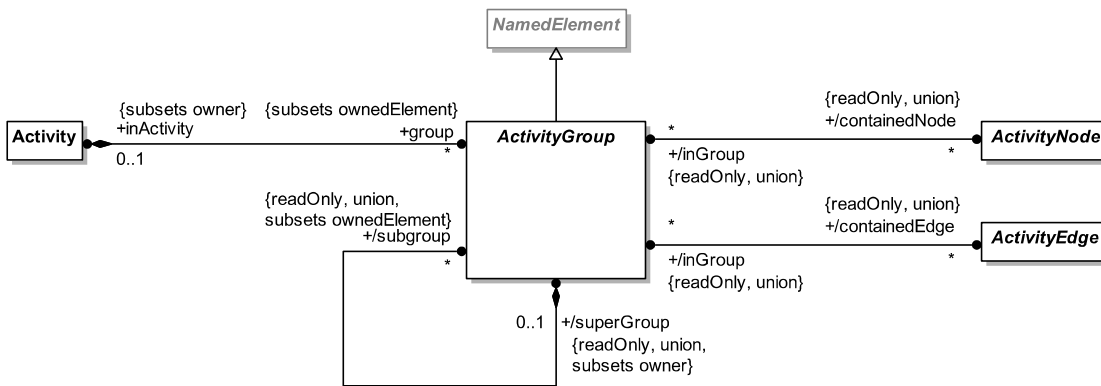 NamedElement
{subsets owner}
+inActivity
{subsets ownedElement}
+group
Activity
0..1
*
ActivityGroup
{readOnly, union}
+/containedNode
*
*
+/inGroup
{readOnly, union}
ActivityNode
{readOnly, union,
subsets ownedElement}
+/subgroup
*
{readOnly, union}
+/containedEdge
*
*
+/inGroup
{readOnly, union}
ActivityEdge
0..1
+/superGroup
{readOnly, union,
subsets owner}